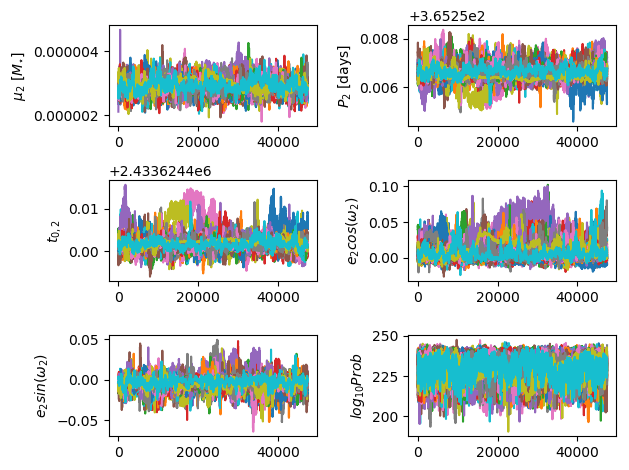 +3.6525e2
μ₂ [M*]
0.000004
0.000002
0 20000 40000
P₂ [days]
0.008
0.006
0 20000 40000
+2.4336244e6
t₀,₂
0.01
0.00
0 20000 40000
e₂cos(ω₂)
0.10
0.05
0.00
0 20000 40000
e₂sin(ω₂)
0.05
0.00
−0.05
0 20000 40000
log₁₀Prob
250
225
200
0 20000 40000